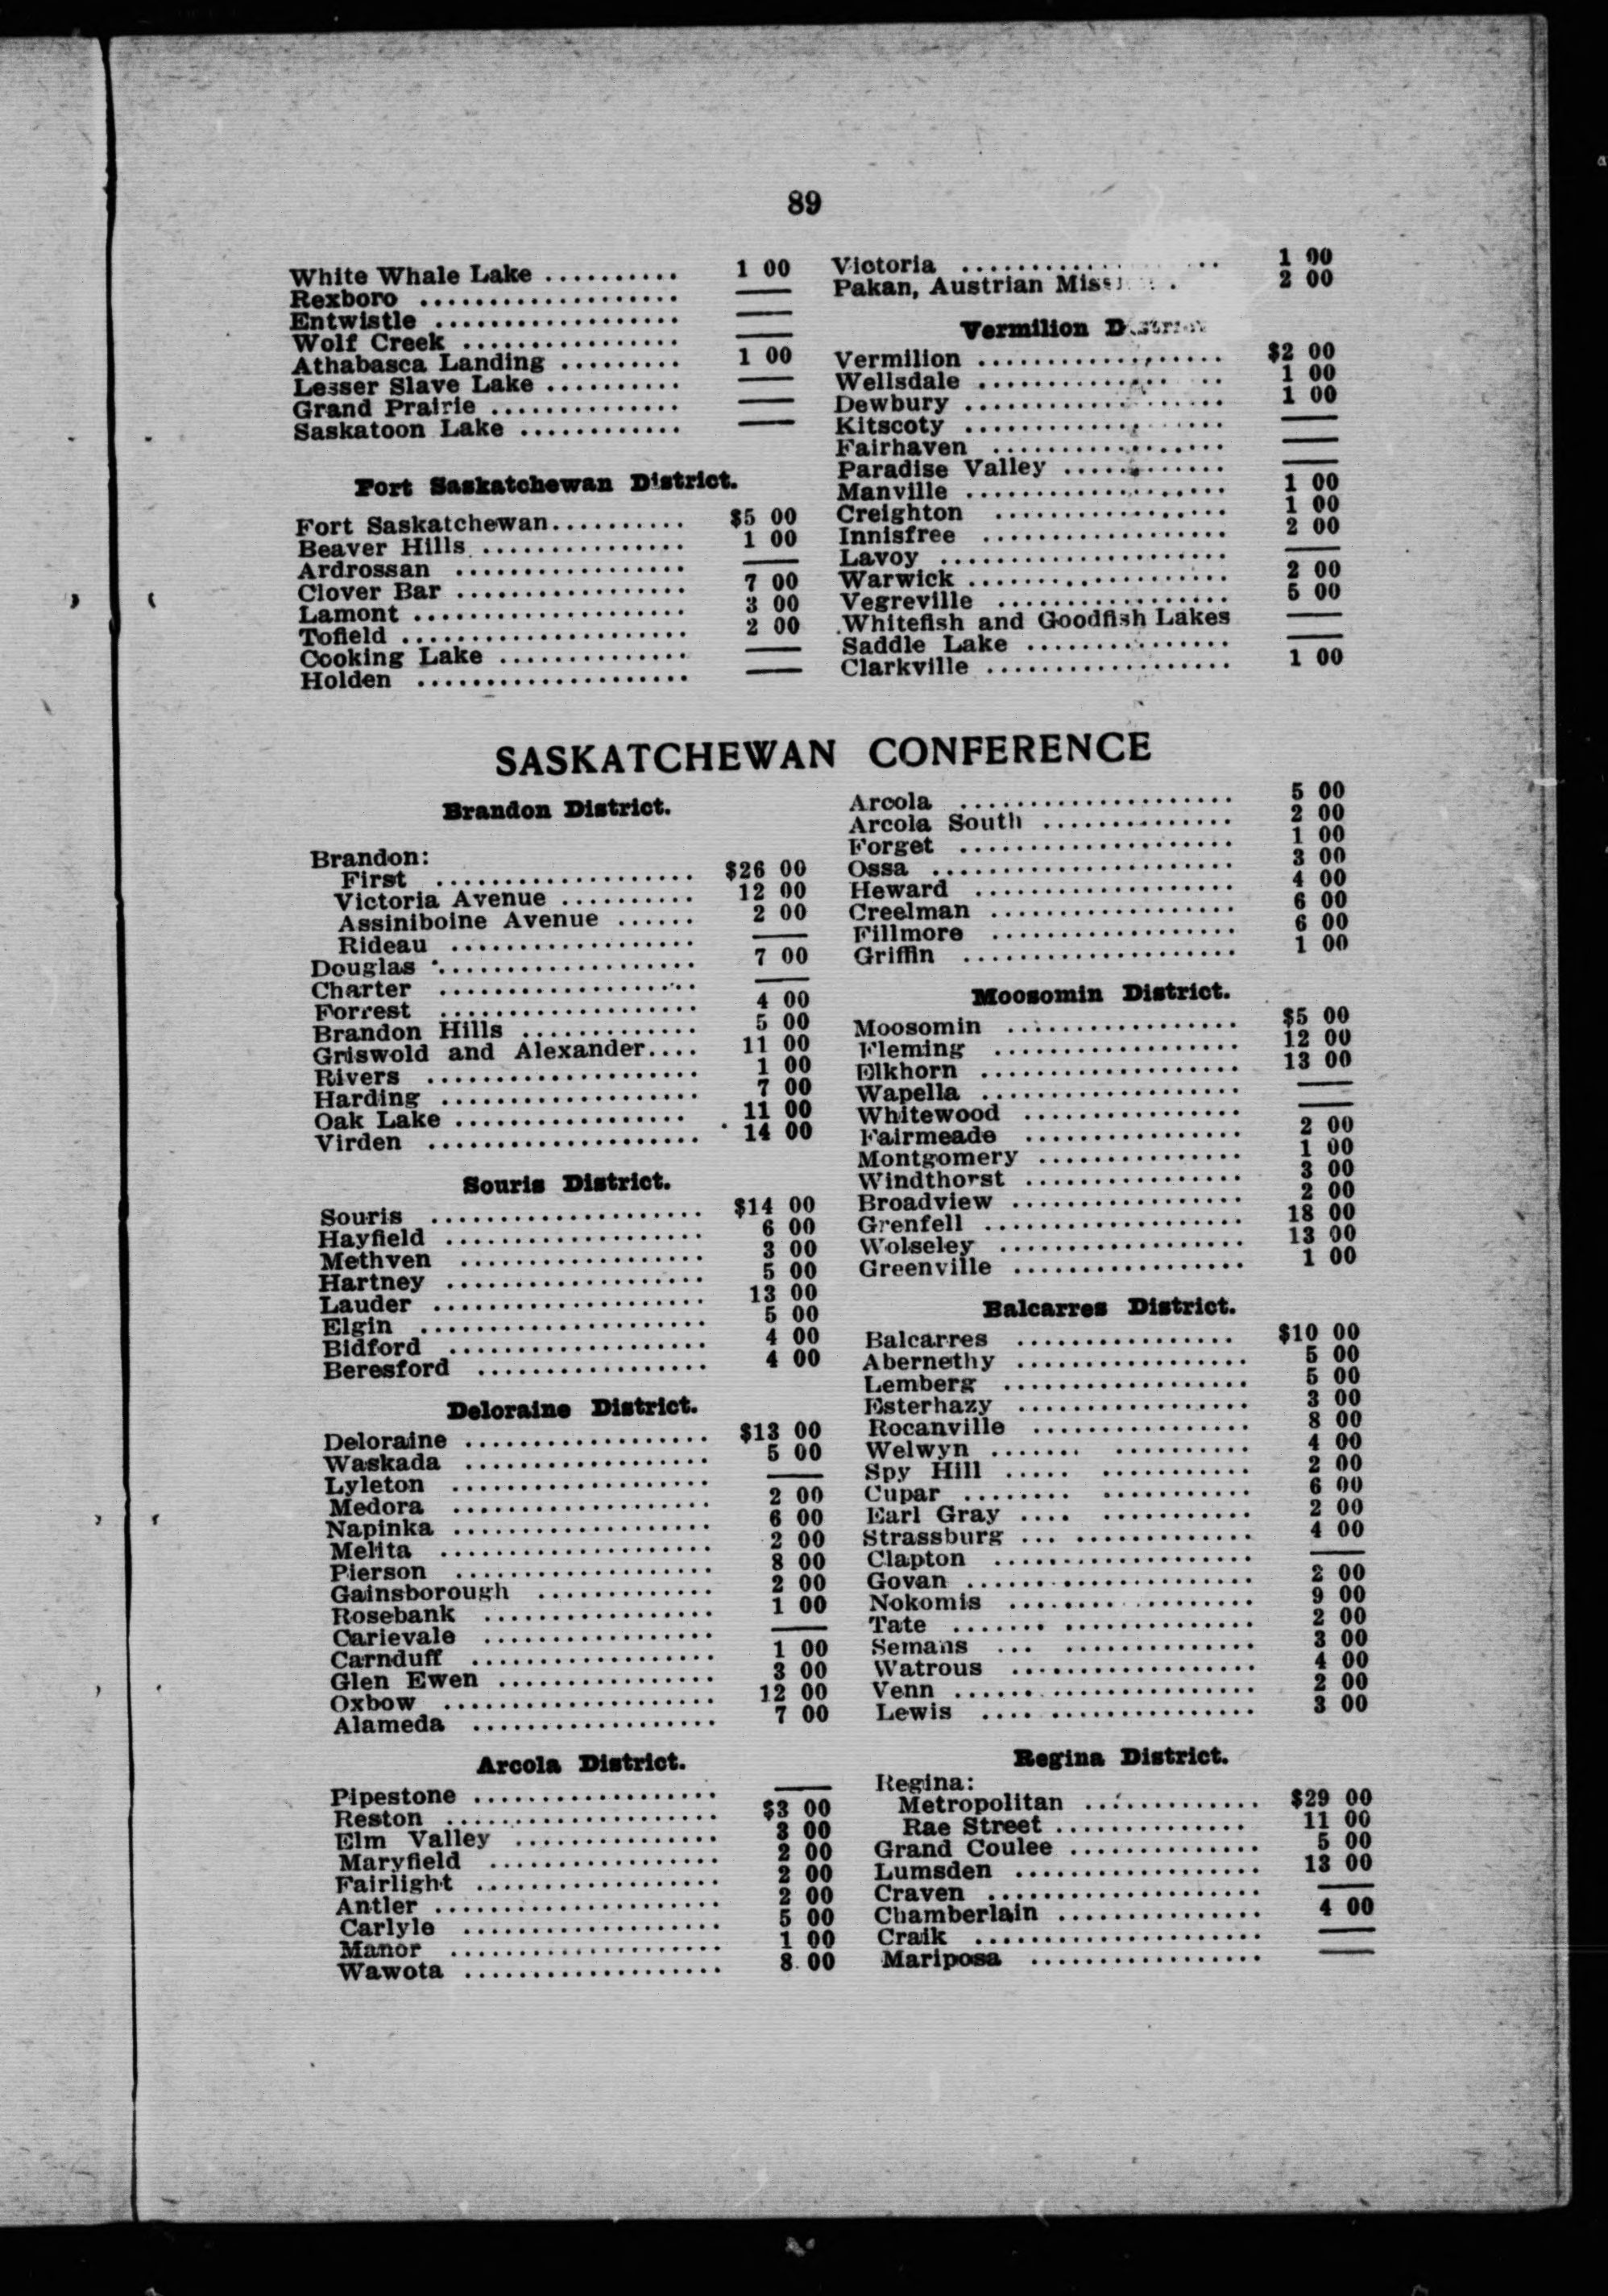 89
White Whale Lake .......... 1 00
Rexboro ................... ——
Entwistle .................. ——
Wolf Creek ................ ——
Athabasca Landing ......... 1 00
Lesser Slave Lake .......... ——
Grand Prairie .............. ——
Saskatoon Lake ............ ——
Fort Saskatchewan District.
Fort Saskatchewan.......... $5 00
Beaver Hills ............... 1 00
Ardrossan ................. ——
Clover Bar ................. 7 00
Lamont .................... 3 00
Tofield ..................... 2 00
Cooking Lake .............. ——
Holden .................... ——
Victoria ................... 1 00
Pakan, Austrian . 2 00
Vermilion
Vermilion .................. $2 00
Wellsdale .................. 1 00
Dewbury ................... 1 00
Kitscoty ................... ——
Fairhaven ................. ——
Paradise Valley ............ ——
Manville ................... 1 00
Creighton ................. 1 00
Innisfree .................. 2 00
Lavoy ..................... ——
Warwick ................... 2 00
Vegreville ................. 5 00
Whitefish and Goodfish Lakes ——
Saddle Lake ............... ——
Clarkville .................. 1 00
SASKATCHEWAN CONFERENCE
Brandon District.
Brandon:
First ................... $26 00
Victoria Avenue .......... 12 00
Assiniboine Avenue ...... 2 00
Rideau .................. ——
Douglas ................... 7 00
Charter ................... ——
Forrest ................... 4 00
Brandon Hills ............. 5 00
Griswold and Alexander.... 11 00
Rivers .................... 1 00
Harding ................... 7 00
Oak Lake ................. 11 00
Virden .................... 14 00
Souris District.
Souris .................... $14 00
Hayfield ................... 6 00
Methven .................. 3 00
Hartney ................... 5 00
Lauder .................... 13 00
Elgin ..................... 5 00
Bidford ................... 4 00
Beresford ................. 4 00
Deloraine District.
Deloraine .................. $13 00
Waskada .................. 5 00
Lyleton ................... ——
Medora ................... 2 00
Napinka ................... 6 00
Melita .................... 2 00
Pierson ................... 8 00
Gainsborough ............. 2 00
Rosebank ................. 1 00
Carievale ................. ——
Carnduff .................. 1 00
Glen Ewen ................ 3 00
Oxbow .................... 12 00
Alameda .................. 7 00
Arcola District.
Pipestone .................. ——
Reston .................... $3 00
Elm Valley ............... 3 00
Maryfield ................. 2 00
Fairlight .................. 2 00
Antler ..................... 2 00
Carlyle ................... 5 00
Manor .................... 1 00
Wawota ................... 8 00
Arcola .................... 5 00
Arcola South .............. 2 00
Forget .................... 1 00
Ossa ...................... 3 00
Heward ................... 4 00
Creelman .................. 6 00
Fillmore .................. 6 00
Griffin .................... 1 00
Moosomin District.
Moosomin ................. $5 00
Fleming .................. 12 00
Elkhorn ................... 13 00
Wapella ................... ——
Whitewood ................ ——
Fairmeade ................ 2 00
Montgomery ............... 1 00
Windthorst ................ 3 00
Broadview ................. 2 00
Grenfell ................... 18 00
Wolseley .................. 13 00
Greenville ................. 1 00
Balcarres District.
Balcarres ................ $10 00
Abernethy ................. 5 00
Lemberg .................. 5 00
Esterhazy ................. 3 00
Rocanville ................ 8 00
Welwyn ....... .......... 4 00
Spy Hill ..... ........... 2 00
Cupar ........ ........... 6 00
Earl Gray .... ........... 2 00
Strassburg ... ............. 4 00
Clapton ................... ——
Govan ..................... 2 00
Nokomis .................. 9 00
Tate ....... .............. 2 00
Semans ... .............. 3 00
Watrous .................. 4 00
Venn ...................... 2 00
Lewis .... ............... 3 00
Regina District.
Regina:
Metropolitan ............. $29 00
Rae Street .............. 11 00
Grand Coulee .............. 5 00
Lumsden .................. 13 00
Craven .................... ——
Chamberlain ............... 4 00
Craik ..................... ——
Mariposa ................. ——